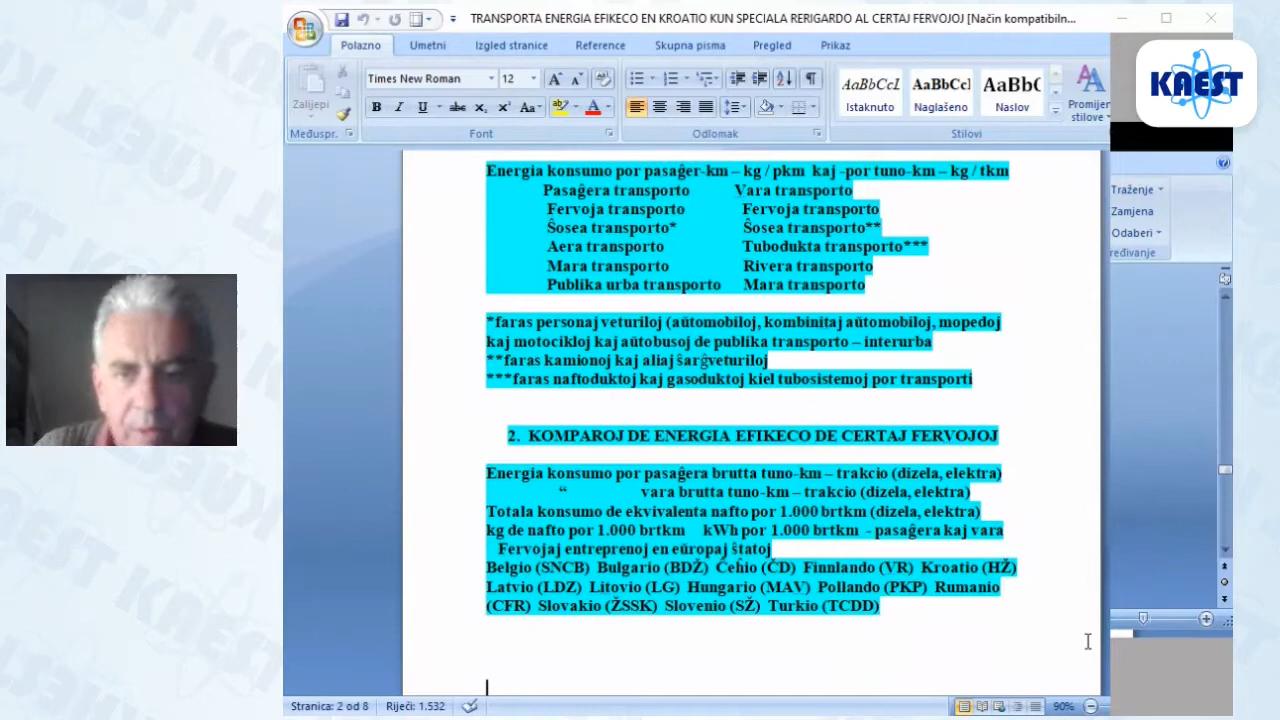 TRANSPORTA ENERGIA EFIKECO EN KROATIO KUN SPECIALA RERIGARDO AL CERTAJ FERVOJOJ [Način kompatibiln...
Polazno Umetni Izgled stranice Reference Skupna pisma Pregled Prikaz
KAEST
Times New Roman 12
AaBbCcI AaBbCcI AaBb(
Zalijepi
Istaknuto Naglašeno Naslov
Promijeni stilove
Međuspr. Font Odlomak Stilovi
Traženje
Zamjena
Odaberi
ređivanje
Energia konsumo por pasaĝer-km – kg / pkm kaj -por tuno-km – kg / tkm
Pasaĝera transporto Vara transporto
Fervoja transporto Fervoja transporto
Ŝosea transporto* Ŝosea transporto**
Aera transporto Tubodukta transporto***
Mara transporto Rivera transporto
Publika urba transporto Mara transporto
*faras personaj veturiloj (aŭtomobiloj, kombinitaj aŭtomobiloj, mopedoj
kaj motocikloj kaj aŭtobusoj de publika transporto – interurba
**faras kamionoj kaj aliaj ŝarĝveturiloj
***faras naftoduktoj kaj gasoduktoj kiel tubosistemoj por transporti
2. KOMPAROJ DE ENERGIA EFIKECO DE CERTAJ FERVOJOJ
Energia konsumo por pasaĝera brutta tuno-km – trakcio (dizela, elektra)
“ vara brutta tuno-km – trakcio (dizela, elektra)
Totala konsumo de ekvivalenta nafto por 1.000 brtkm (dizela, elektra)
kg de nafto por 1.000 brtkm kWh por 1.000 brtkm - pasaĝera kaj vara
Fervojaj entreprenoj en eŭropaj ŝtatoj
Belgio (SNCB) Bulgario (BDŽ) Ĉeĥio (ČD) Finnlando (VR) Kroatio (HŽ)
Latvio (LDZ) Litovio (LG) Hungario (MAV) Pollando (PKP) Rumanio
(CFR) Slovakio (ŽSSK) Slovenio (SŽ) Turkio (TCDD)
Stranica: 2 od 8 Riječi: 1.532 90%